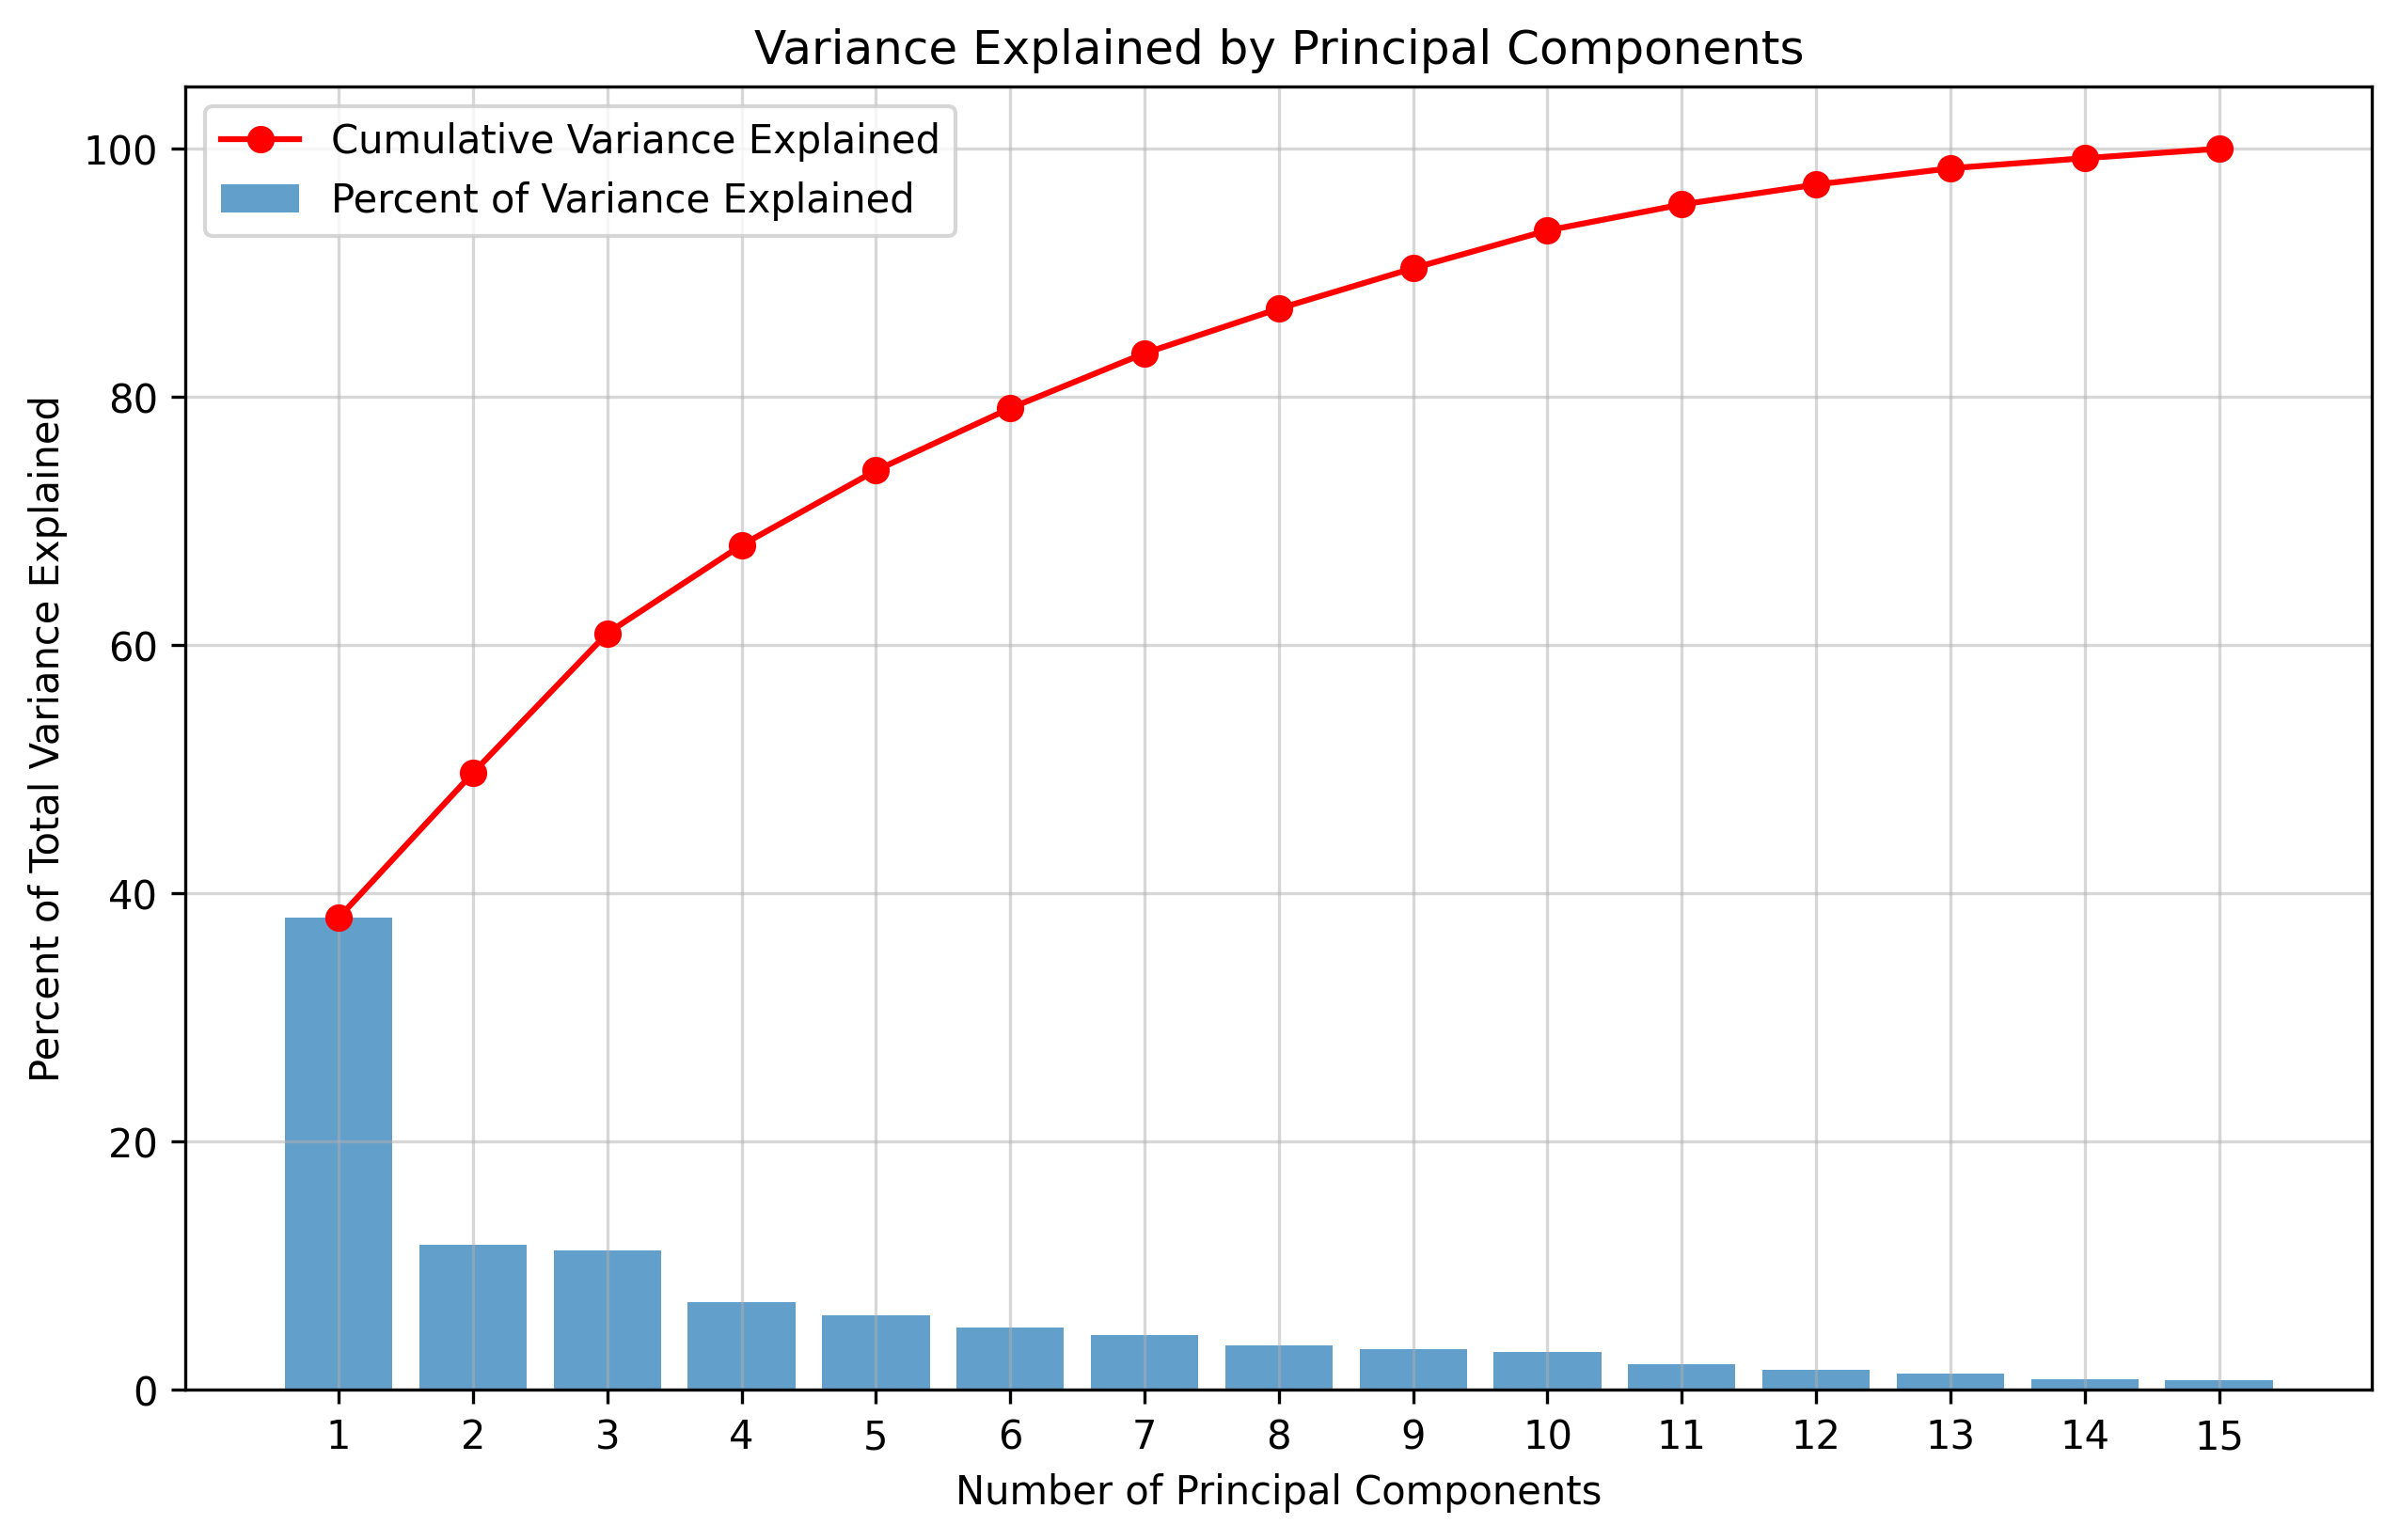 Variance Explained by Principal Components
Cumulative Variance Explained
Percent of Variance Explained
Percent of Total Variance Explained
100
80
60
40
20
0
1 2 3 4 5 6 7 8 9 10 11 12 13 14 15
Number of Principal Components